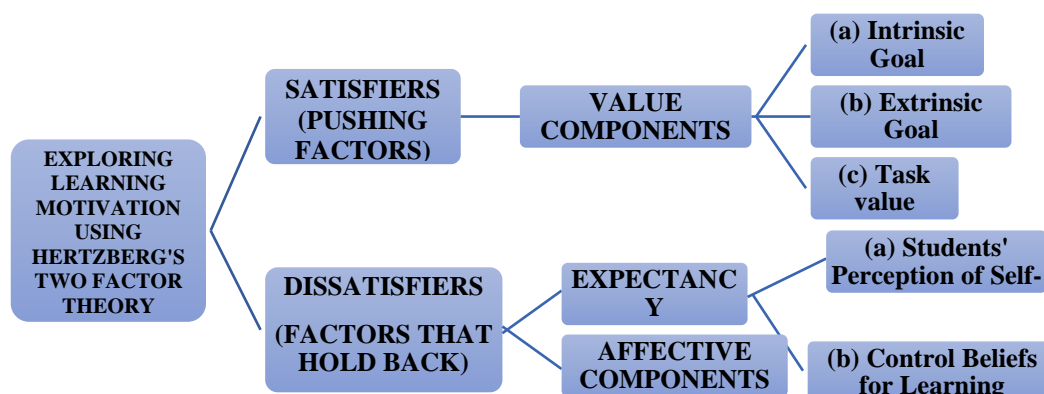 EXPLORING
LEARNING
MOTIVATION
USING
HERTZBERG'S
TWO FACTOR
THEORY
SATISFIERS
(PUSHING
FACTORS)
VALUE
COMPONENTS
(a) Intrinsic
Goal
(b) Extrinsic
Goal
(c) Task
value
DISSATISFIERS
(FACTORS THAT
HOLD BACK)
EXPECTANC
Y
(a) Students'
Perception of Self-
(b) Control Beliefs
for Learning
AFFECTIVE
COMPONENTS